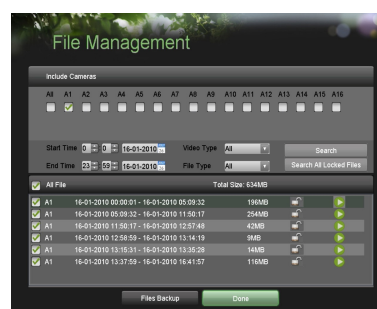 File Management
Include Cameras
All A1 A2 A3 A4 A5 A6 A7 A8 A9 A10 A11 A12 A13 A14 A15 A16
Start Time 0 : 0 : 16-01-2010 Video Type All Search
End Time 23 : 59 : 16-01-2010 File Type All Search All Locked Files
All File Total Size: 634MB
A1 16-01-2010 00:00:01 - 16-01-2010 05:09:32 196MB
A1 16-01-2010 05:09:32 - 16-01-2010 11:50:17 254MB
A1 16-01-2010 11:50:17 - 16-01-2010 12:57:48 42MB
A1 16-01-2010 12:58:59 - 16-01-2010 13:14:19 9MB
A1 16-01-2010 13:15:31 - 16-01-2010 13:35:28 14MB
A1 16-01-2010 13:37:59 - 16-01-2010 16:41:57 116MB
Files Backup Done